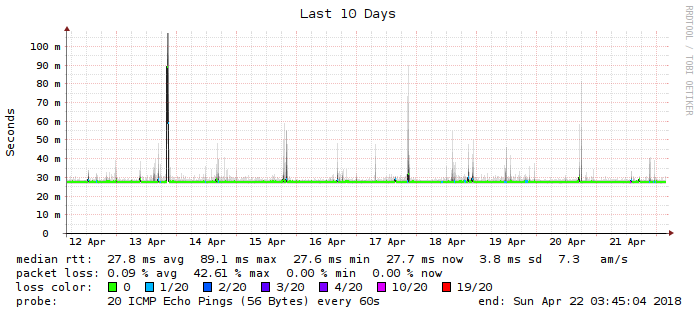 Last 10 Days
RRDTOOL / TOBI OETIKER
Seconds
100 m
90 m
80 m
70 m
60 m
50 m
40 m
30 m
20 m
10 m
0
12 Apr 13 Apr 14 Apr 15 Apr 16 Apr 17 Apr 18 Apr 19 Apr 20 Apr 21 Apr
median rtt: 27.8 ms avg 89.1 ms max 27.6 ms min 27.7 ms now 3.8 ms sd 7.3 am/s
packet loss: 0.09 % avg 42.61 % max 0.00 % min 0.00 % now
loss color: 0 1/20 2/20 3/20 4/20 10/20 19/20
probe: 20 ICMP Echo Pings (56 Bytes) every 60s end: Sun Apr 22 03:45:04 2018